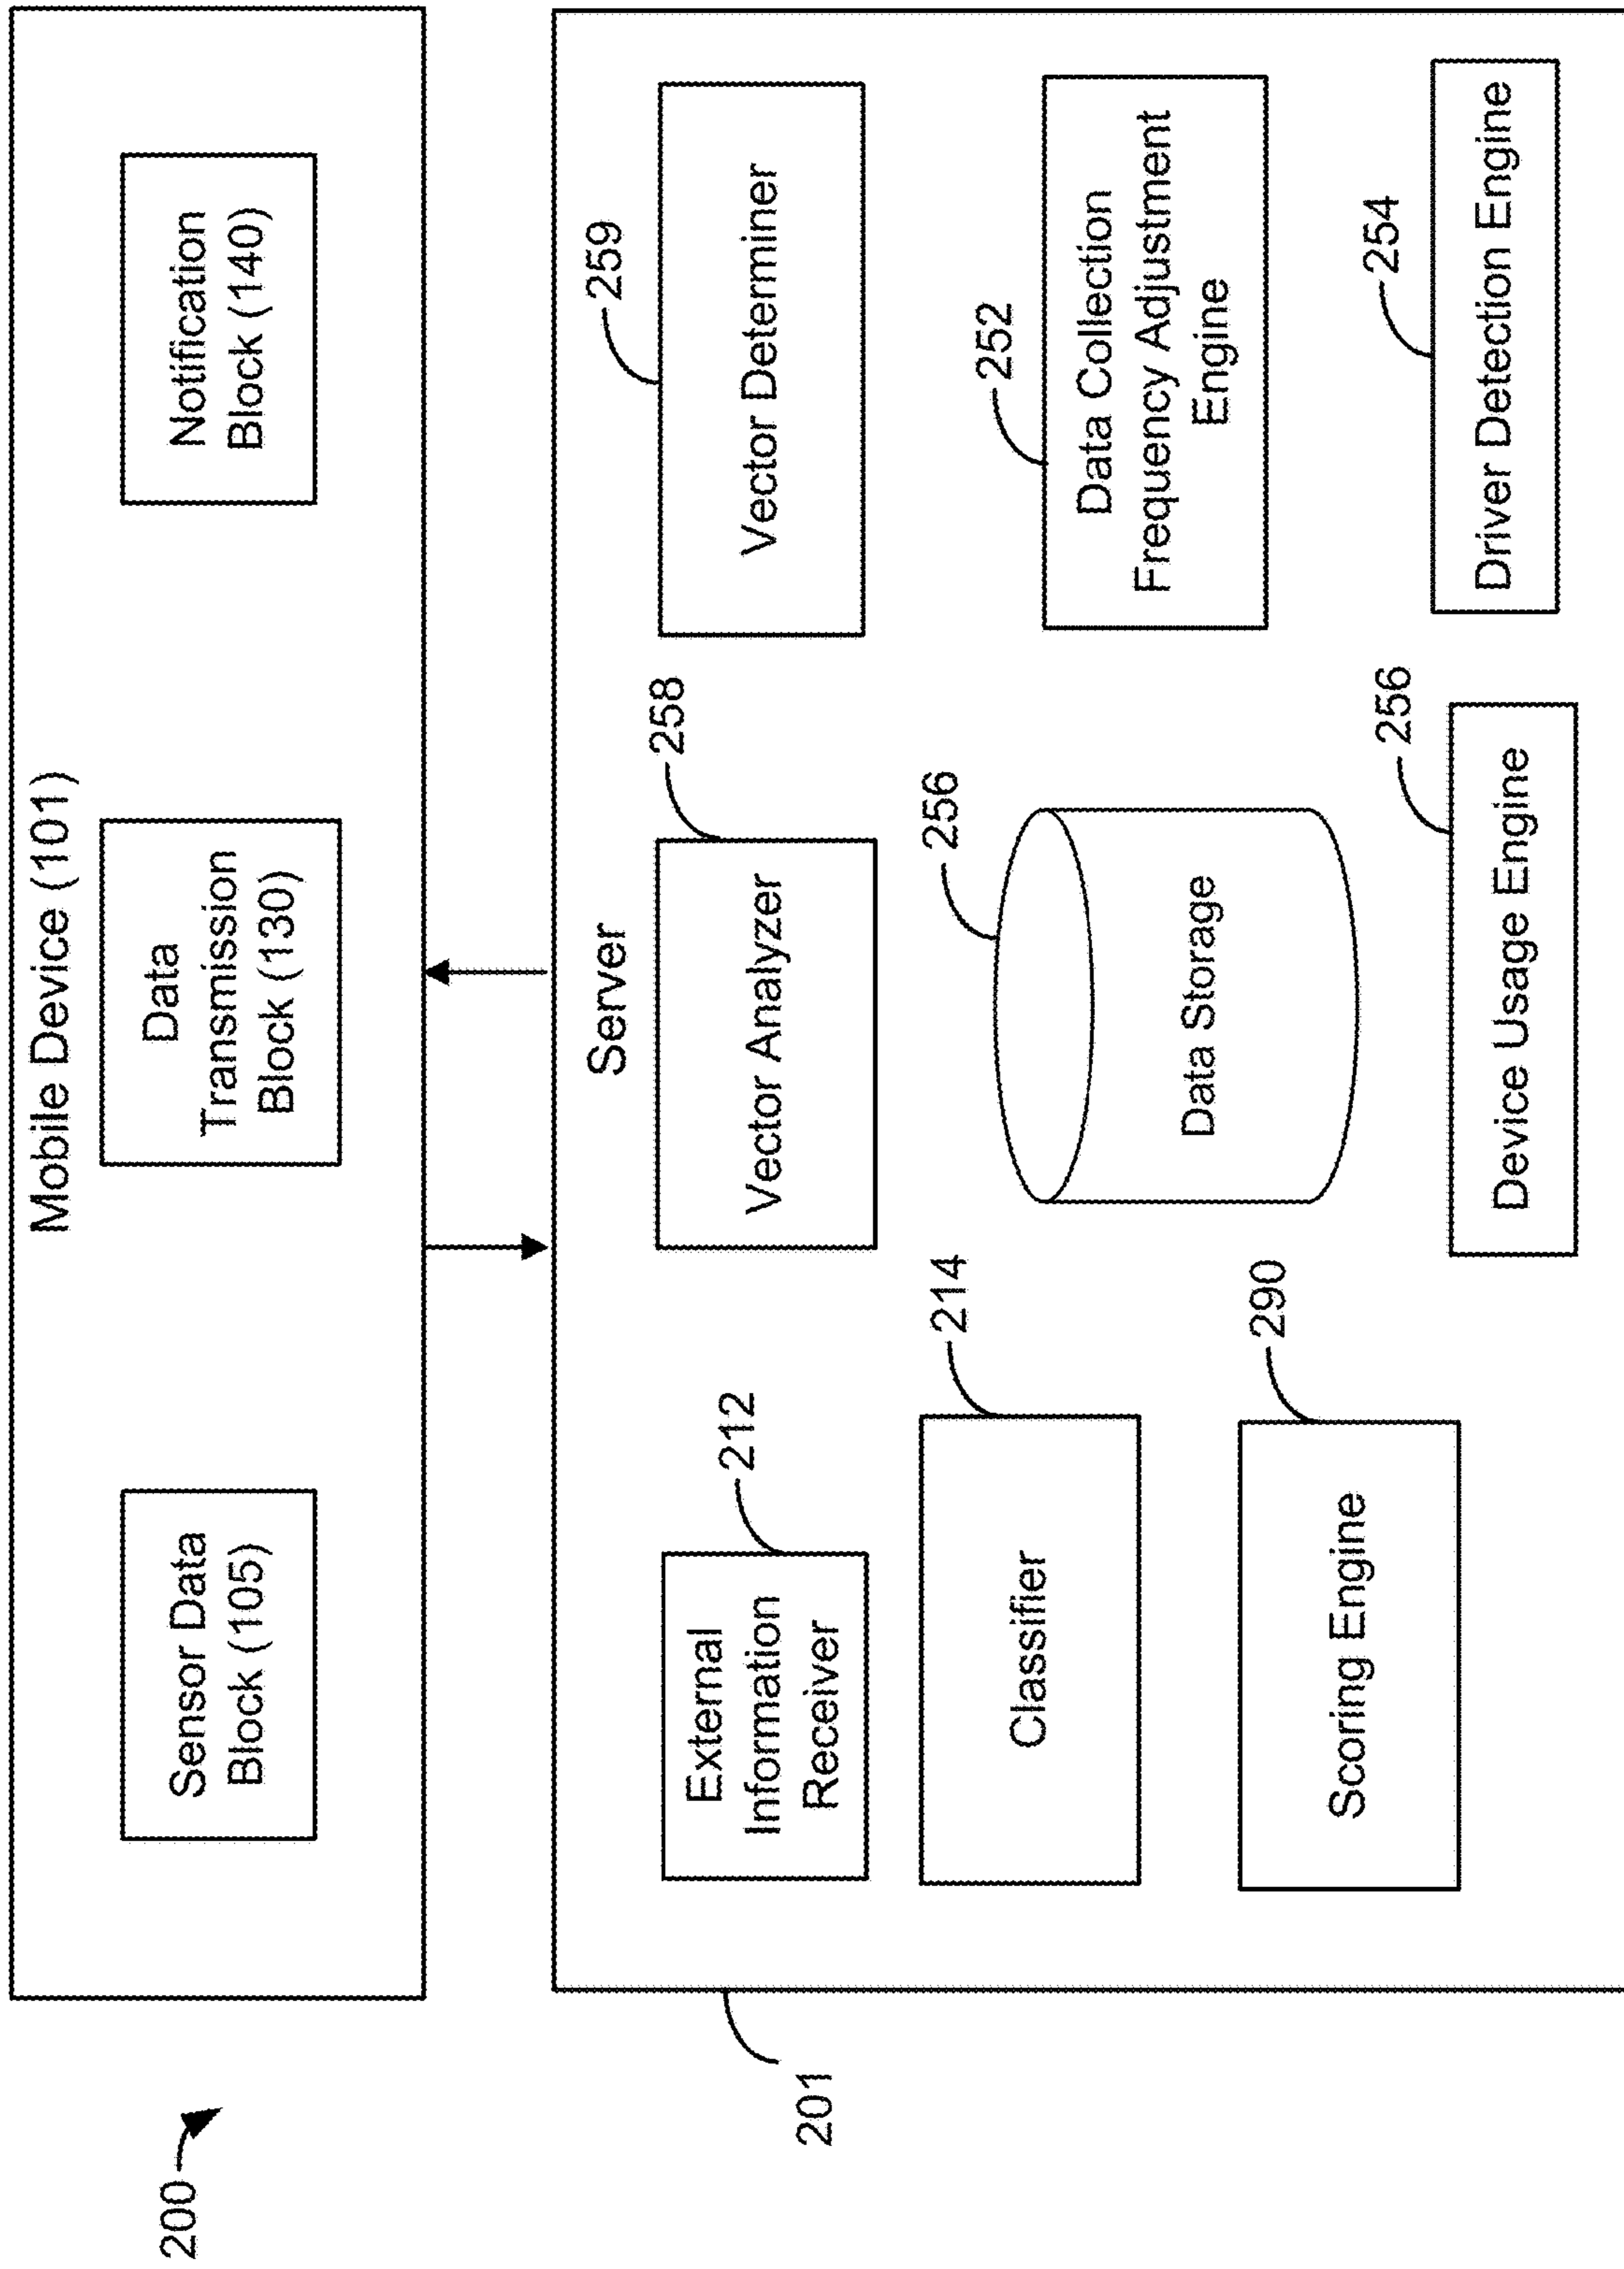 200
Mobile Device (101)
Sensor Data
Block (105)
Data
Transmission
Block (130)
Notification
Block (140)
201
Server
External
Information
Receiver
212
Vector Analyzer
258
Vector Determiner
259
Classifier
214
Data Storage
256
Data Collection
Frequency Adjustment
Engine
252
Scoring Engine
290
Device Usage Engine
256
Driver Detection Engine
254